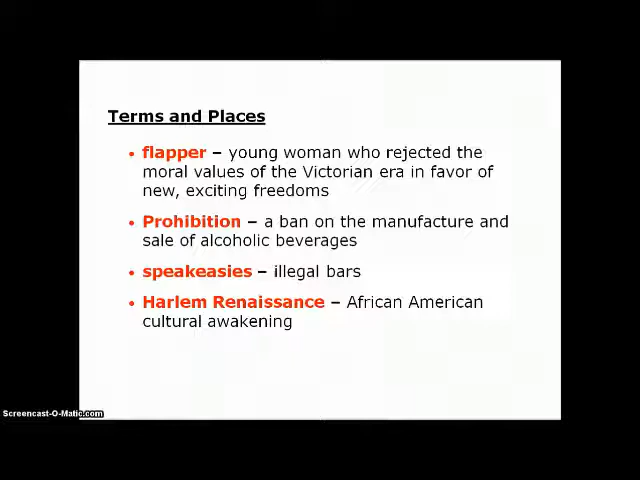 Terms and Places
• flapper – young woman who rejected the
moral values of the Victorian era in favor of
new, exciting freedoms
• Prohibition – a ban on the manufacture and
sale of alcoholic beverages
• speakeasies – illegal bars
• Harlem Renaissance – African American
cultural awakening
Screencast-O-Matic.com